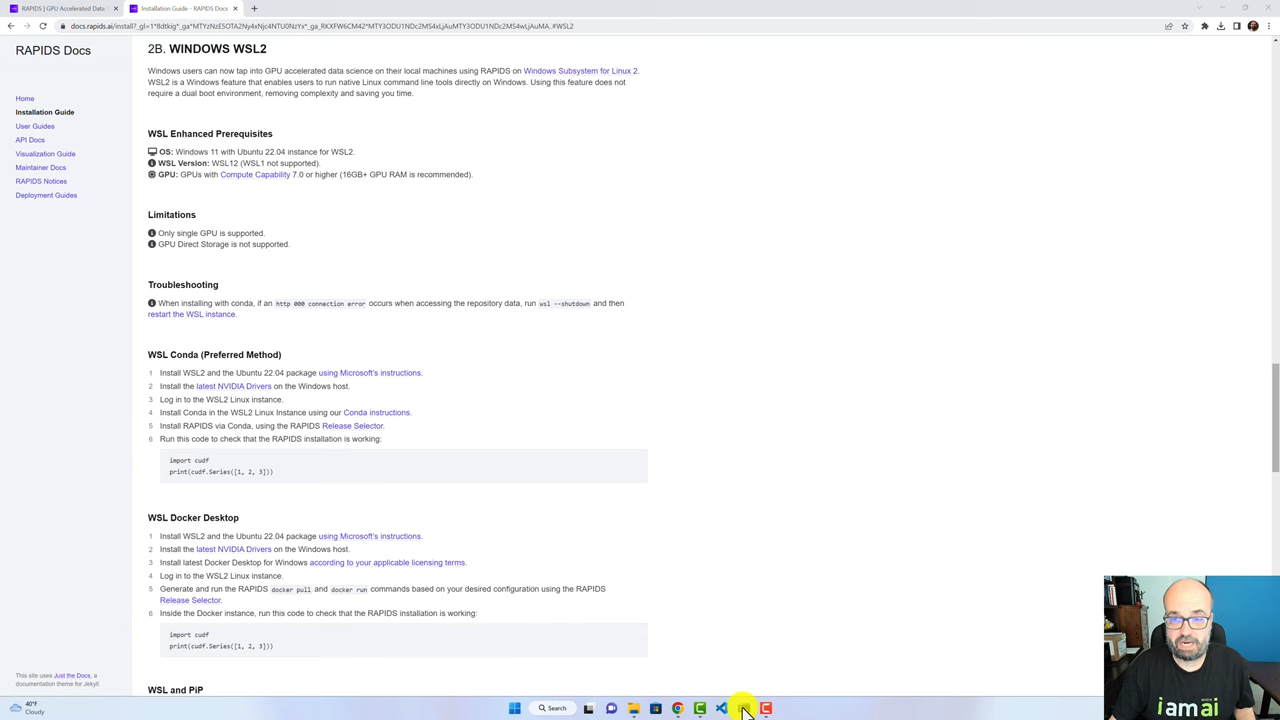 RAPIDS | GPU Accelerated Data
Installation Guide - RAPIDS Docs
RAPIDS Docs
Home
Installation Guide
User Guides
API Docs
Visualization Guide
Maintainer Docs
RAPIDS Notices
Deployment Guides
This site uses Just the Docs, a
documentation theme for Jekyll.
2B. WINDOWS WSL2
Windows users can now tap into GPU accelerated data science on their local machines using RAPIDS on Windows Subsystem for Linux 2.
WSL2 is a Windows feature that enables users to run native Linux command line tools directly on Windows. Using this feature does not
require a dual boot environment, removing complexity and saving you time.
WSL Enhanced Prerequisites
OS: Windows 11 with Ubuntu 22.04 instance for WSL2.
WSL Version: WSL12 (WSL1 not supported).
GPU: GPUs with Compute Capability 7.0 or higher (16GB+ GPU RAM is recommended).
Limitations
Only single GPU is supported.
GPU Direct Storage is not supported.
Troubleshooting
When installing with conda, if an http 000 connection error occurs when accessing the repository data, run wsl --shutdown and then
restart the WSL instance.
WSL Conda (Preferred Method)
1 Install WSL2 and the Ubuntu 22.04 package using Microsoft's instructions.
2 Install the latest NVIDIA Drivers on the Windows host.
3 Log in to the WSL2 Linux instance.
4 Install Conda in the WSL2 Linux Instance using our Conda instructions.
5 Install RAPIDS via Conda, using the RAPIDS Release Selector.
6 Run this code to check that the RAPIDS installation is working:
import cudf
print(cudf.Series([1, 2, 3]))
WSL Docker Desktop
1 Install WSL2 and the Ubuntu 22.04 package using Microsoft's instructions.
2 Install the latest NVIDIA Drivers on the Windows host.
3 Install latest Docker Desktop for Windows according to your applicable licensing terms.
4 Log in to the WSL2 Linux instance.
5 Generate and run the RAPIDS docker pull and docker run commands based on your desired configuration using the RAPIDS
Release Selector.
6 Inside the Docker instance, run this code to check that the RAPIDS installation is working:
import cudf
print(cudf.Series([1, 2, 3]))
WSL and PiP
40°F
Cloudy
Search
i am ai